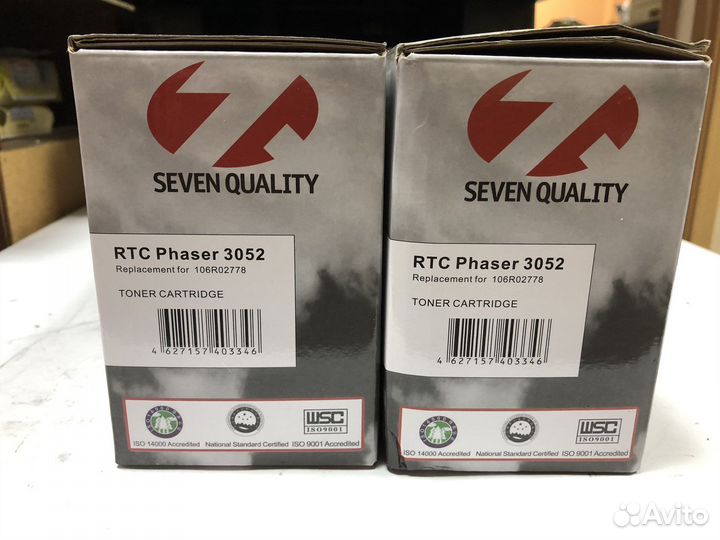 SEVEN QUALITY
RTC Phaser 3052
Replacement for 106R02778
TONER CARTRIDGE
4 627157 403346
WSC
ISO9001
ISO 14000 Accredited National Standard Certified ISO 9001 Accredited
SEVEN QUALITY
RTC Phaser 3052
Replacement for 106R02778
TONER CARTRIDGE
4 627157 403346
WSC
ISO9001
ISO 14000 Accredited National Standard Certified ISO 9001 Accredited
Avito